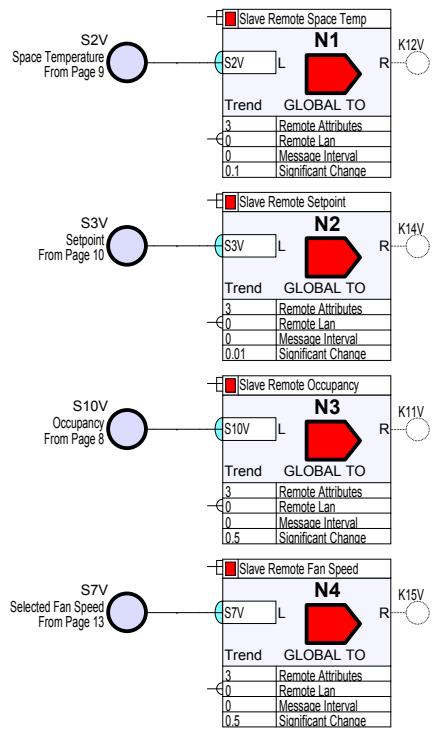 Slave Remote Space Temp
S2V
Space Temperature
From Page 9
N1
K12V
S2V L R
Trend GLOBAL TO
3 Remote Attributes
0 Remote Lan
0 Message Interval
0.1 Significant Change
Slave Remote Setpoint
S3V
Setpoint
From Page 10
N2
K14V
S3V L R
Trend GLOBAL TO
3 Remote Attributes
0 Remote Lan
0 Message Interval
0.01 Significant Change
Slave Remote Occupancy
S10V
Occupancy
From Page 8
N3
K11V
S10V L R
Trend GLOBAL TO
3 Remote Attributes
0 Remote Lan
0 Message Interval
0.5 Significant Change
Slave Remote Fan Speed
S7V
Selected Fan Speed
From Page 13
N4
K15V
S7V L R
Trend GLOBAL TO
3 Remote Attributes
0 Remote Lan
0 Message Interval
0.5 Significant Change